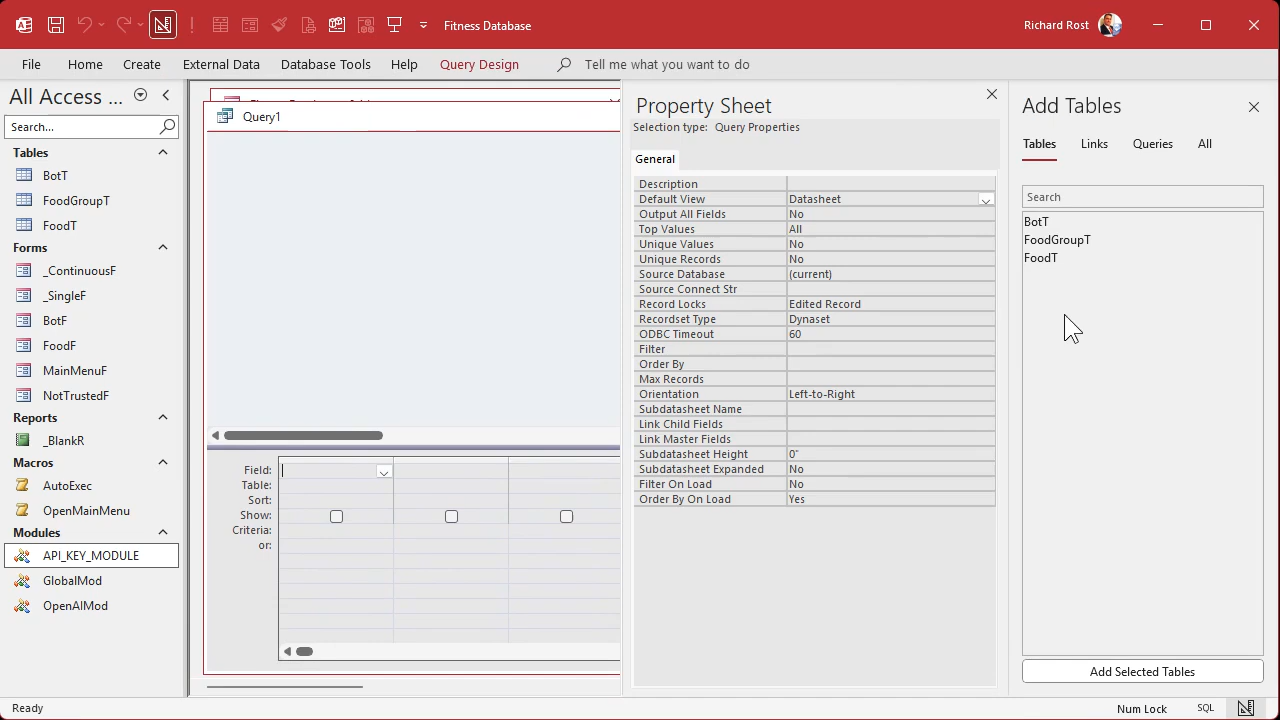 Fitness Database
Richard Rost
File
Home
Create
External Data
Database Tools
Help
Query Design
Tell me what you want to do
All Access ...
Search...
Tables
BotT
FoodGroupT
FoodT
Forms
_ContinuousF
_SingleF
BotF
FoodF
MainMenuF
NotTrustedF
Reports
_BlankR
Macros
AutoExec
OpenMainMenu
Modules
API_KEY_MODULE
GlobalMod
OpenAIMod
Query1
Field:
Table:
Sort:
Show:
Criteria:
or:
Property Sheet
Selection type: Query Properties
General
Description
Default View Datasheet
Output All Fields No
Top Values All
Unique Values No
Unique Records No
Source Database (current)
Source Connect Str
Record Locks Edited Record
Recordset Type Dynaset
ODBC Timeout 60
Filter
Order By
Max Records
Orientation Left-to-Right
Subdatasheet Name
Link Child Fields
Link Master Fields
Subdatasheet Height 0"
Subdatasheet Expanded No
Filter On Load No
Order By On Load Yes
Add Tables
Tables
Links
Queries
All
Search
BotT
FoodGroupT
FoodT
Add Selected Tables
Ready
Num Lock
SQL